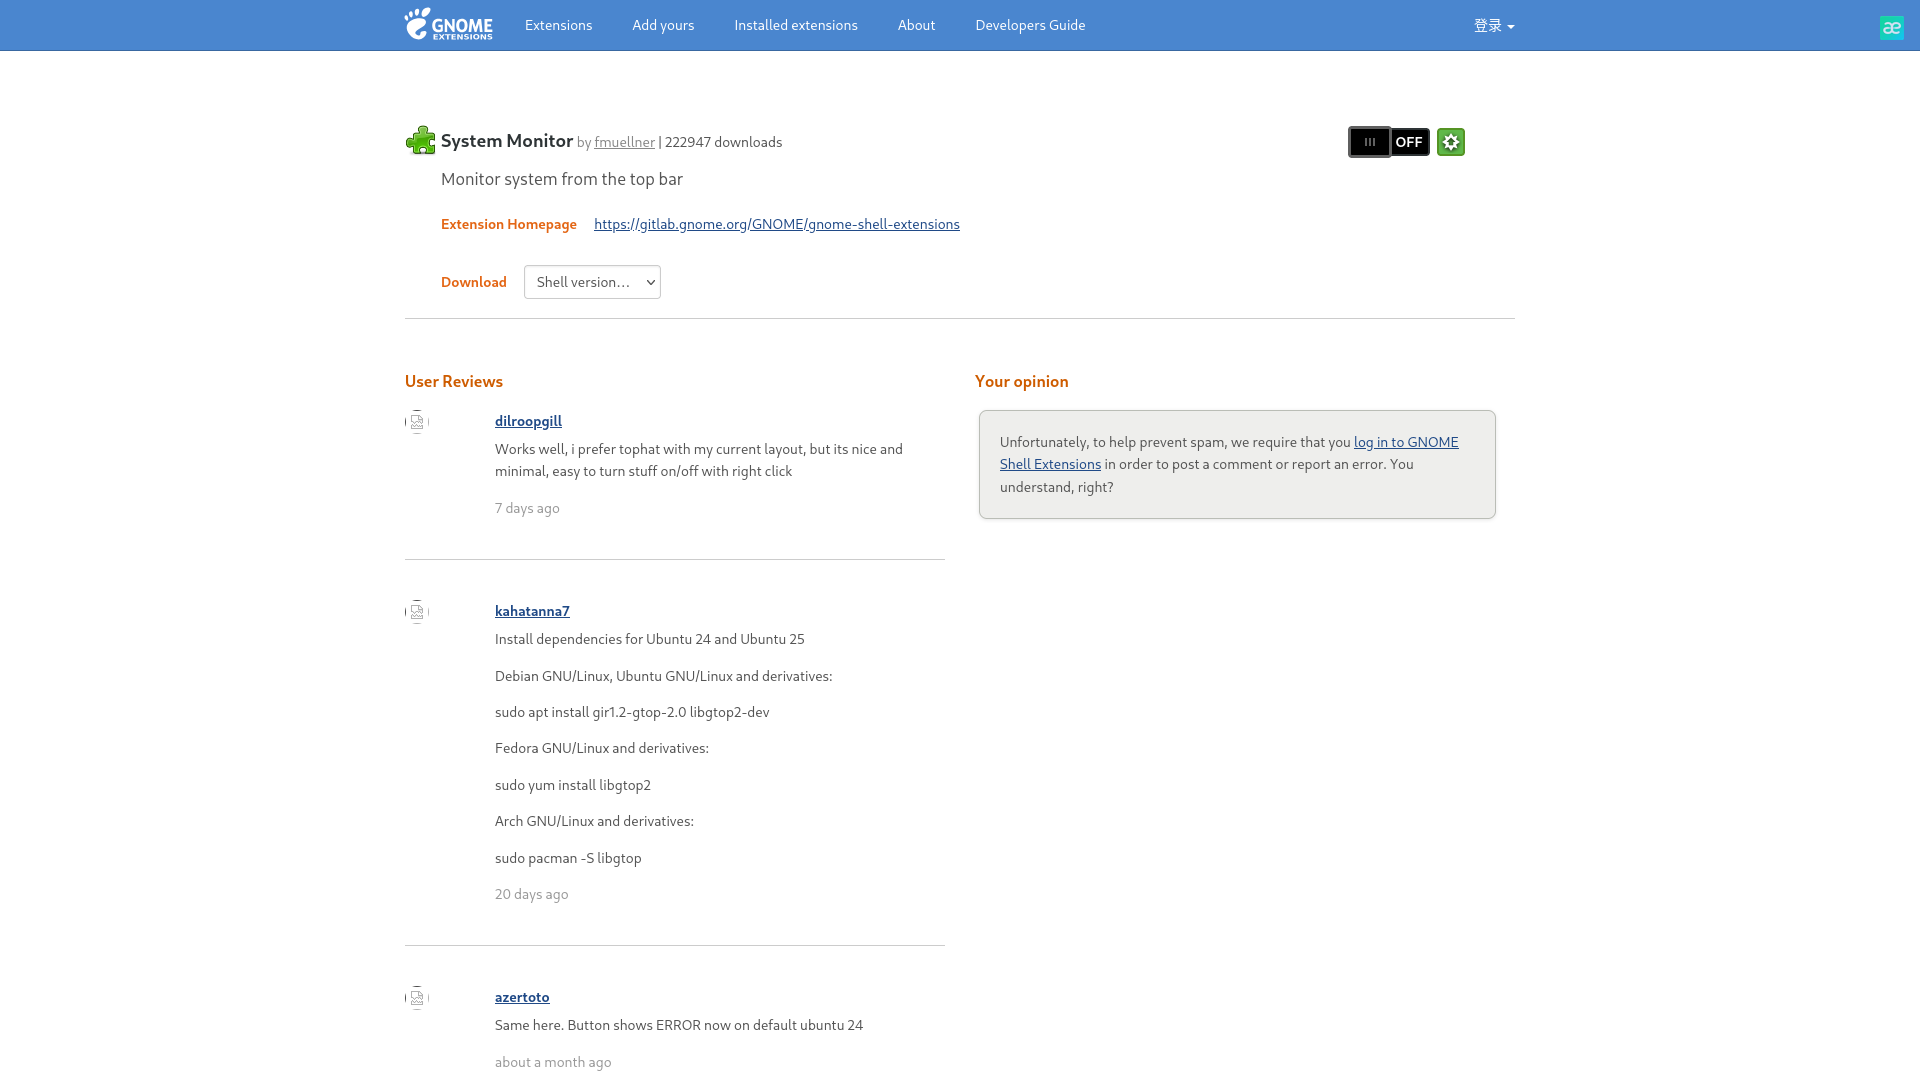 GNOME EXTENSIONS
Extensions
Add yours
Installed extensions
About
Developers Guide
登录
æ
System Monitor by fmuellner | 222947 downloads
OFF
Monitor system from the top bar
Extension Homepage https://gitlab.gnome.org/GNOME/gnome-shell-extensions
Download Shell version...
User Reviews
dilroopgill
Works well, i prefer tophat with my current layout, but its nice and
minimal, easy to turn stuff on/off with right click
7 days ago
kahatanna7
Install dependencies for Ubuntu 24 and Ubuntu 25
Debian GNU/Linux, Ubuntu GNU/Linux and derivatives:
sudo apt install gir1.2-gtop-2.0 libgtop2-dev
Fedora GNU/Linux and derivatives:
sudo yum install libgtop2
Arch GNU/Linux and derivatives:
sudo pacman -S libgtop
20 days ago
azertoto
Same here. Button shows ERROR now on default ubuntu 24
about a month ago
Your opinion
Unfortunately, to help prevent spam, we require that you log in to GNOME
Shell Extensions in order to post a comment or report an error. You
understand, right?